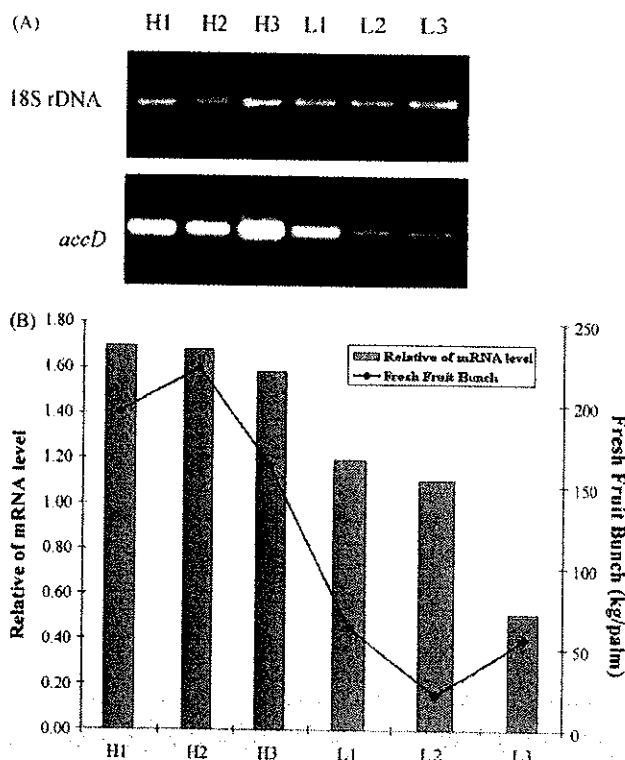 (A)
H1 H2 H3 L1 L2 L3
18S rDNA
accD
(B)
1.80
1.60
1.40
1.20
1.00
0.80
0.60
0.40
0.20
0.00
Relative of mRNA level
Relative of mRNA level
Fresh Fruit Bunch
250
200
150
100
50
0
Fresh Fruit Bunch (kg/palm)
H1 H2 H3 L1 L2 L3